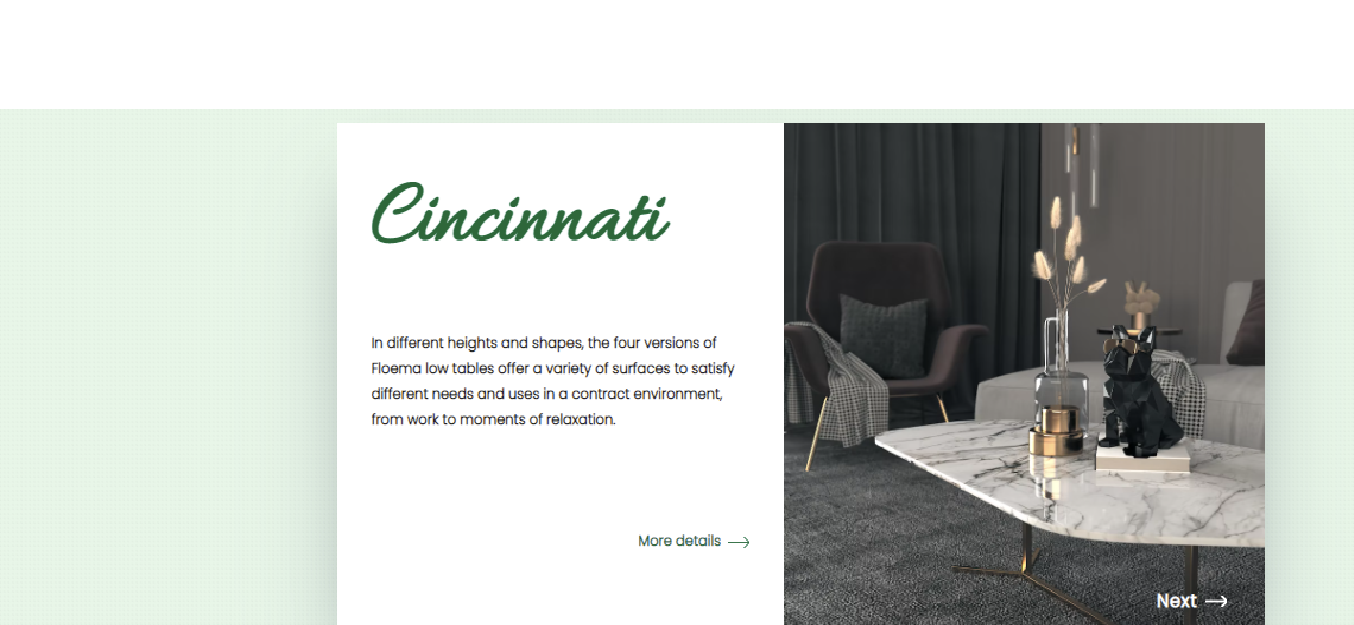 Cincinnati
In different heights and shapes, the four versions of
Floema low tables offer a variety of surfaces to satisfy
different needs and uses in a contract environment,
from work to moments of relaxation.
More details
Next